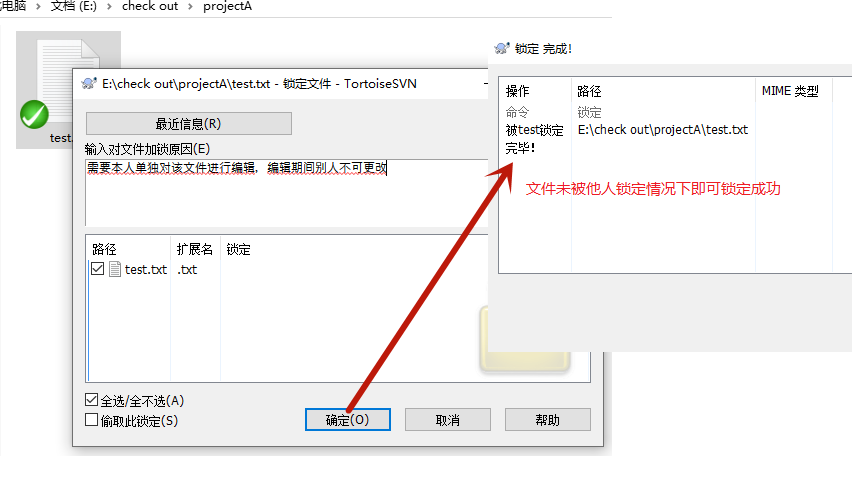 此电脑 › 文档 (E:) › check out › projectA
test.
E:\check out\projectA\test.txt - 锁定文件 - TortoiseSVN
最近信息(R)
输入对文件加锁原因(E)
需要本人单独对该文件进行编辑，编辑期间别人不可更改
路径 扩展名 锁定
test.txt .txt
全选/全不选(A)
偷取此锁定(S)
确定(O) 取消 帮助
锁定 完成!
操作 路径 MIME 类型
命令 锁定
被test锁定 E:\check out\projectA\test.txt
完毕!
文件未被他人锁定情况下即可锁定成功